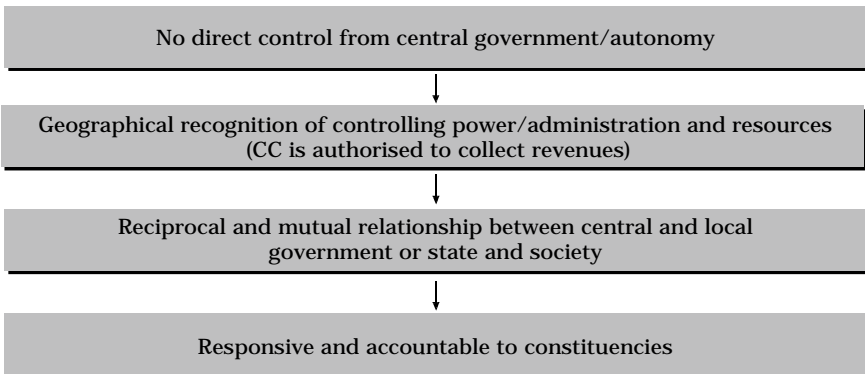 No direct control from central government/autonomy
Geographical recognition of controlling power/administration and resources
(CC is authorised to collect revenues)
Reciprocal and mutual relationship between central and local
government or state and society
Responsive and accountable to constituencies